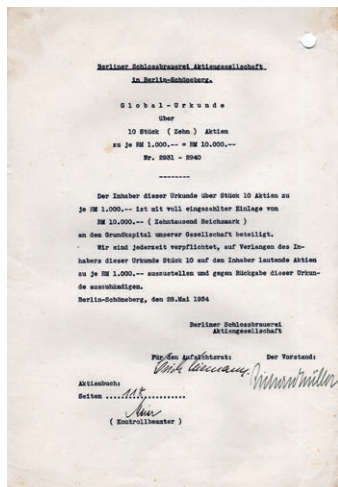 Berliner Schlossbrauerei Aktiengesellschaft
in Berlin-Schöneberg.
Global-Urkunde
über
10 Stück ( Zehn ) Aktien
zu je RM 1.000.-- = RM 10.000.--
Nr. 2931 - 2940
--------
Der Inhaber dieser Urkunde über Stück 10 Aktien zu
je RM 1.000.-- ist mit voll eingezahlter Einlage von
RM 10.000.-- ( Zehntausend Reichsmark )
an dem Grundkapital unserer Gesellschaft beteiligt.
Wir sind jederzeit verpflichtet, auf Verlangen des In-
habers dieser Urkunde Stück 10 auf den Inhaber lautende Aktien
zu je RM 1.000.-- auszustellen und gegen Rückgabe dieser Urkun-
de auszuhändigen.
Berlin-Schöneberg, den 28.Mai 1934
Berliner Schlossbrauerei
Aktiengesellschaft
Für den Aufsichtsrat: Der Vorstand:
Richard Müller
Aktienbuch:
Seiten 118
( Kontrollbeamter )